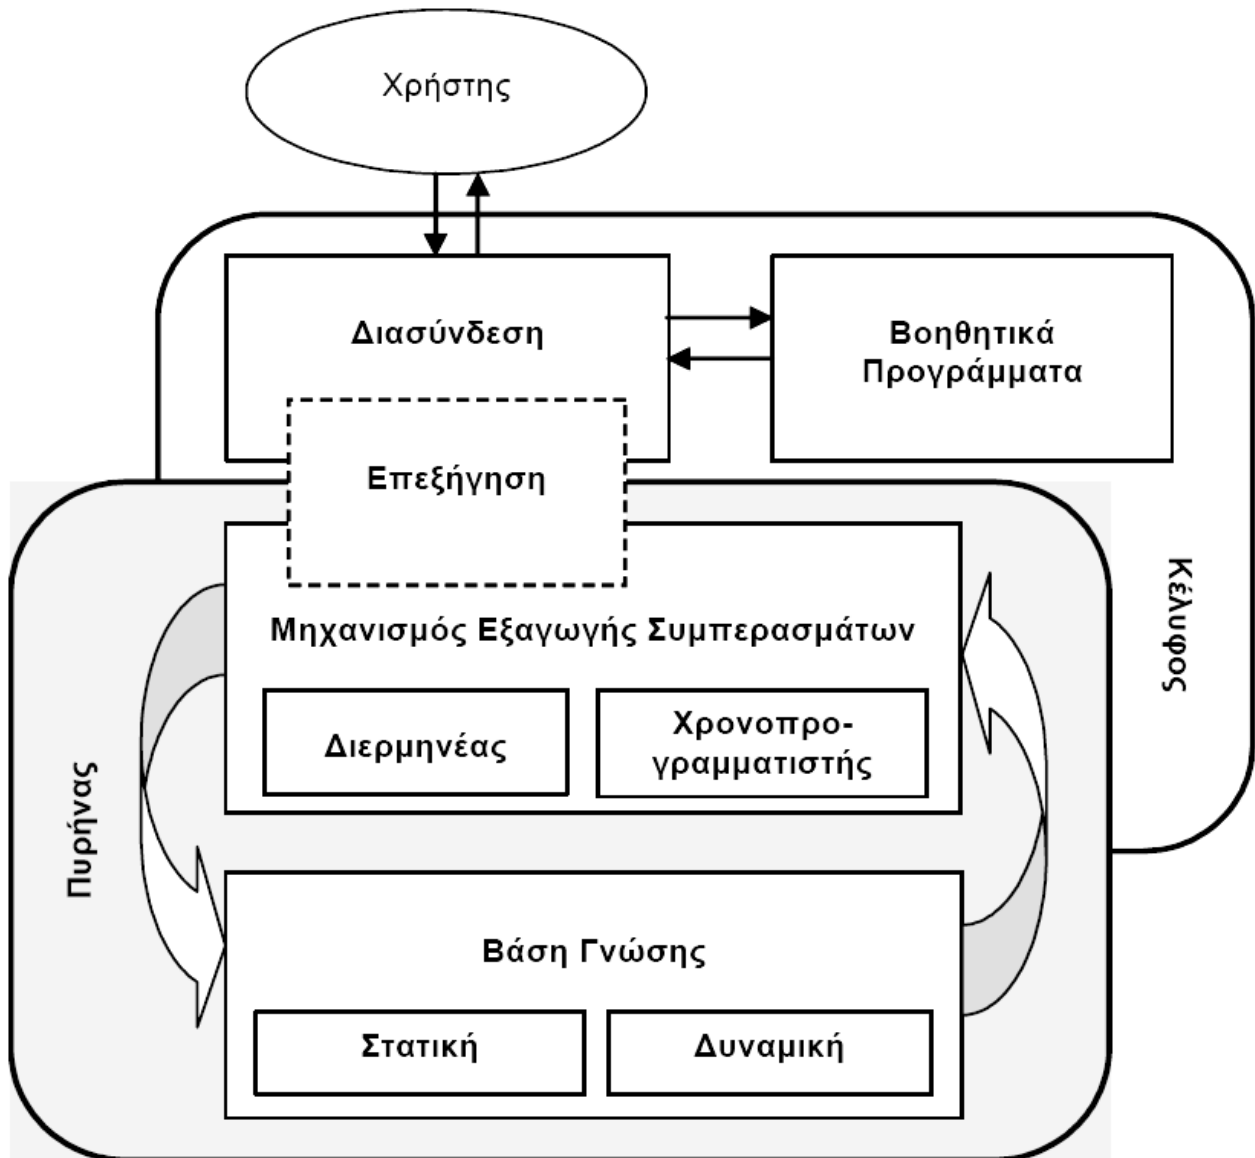 Χρήστης
Διασύνδεση
Βοηθητικά
Προγράμματα
Επεξήγηση
Κέλυφος
Μηχανισμός Εξαγωγής Συμπερασμάτων
Διερμηνέας
Χρονοπρο-
γραμματιστής
Πυρήνας
Βάση Γνώσης
Στατική
Δυναμική